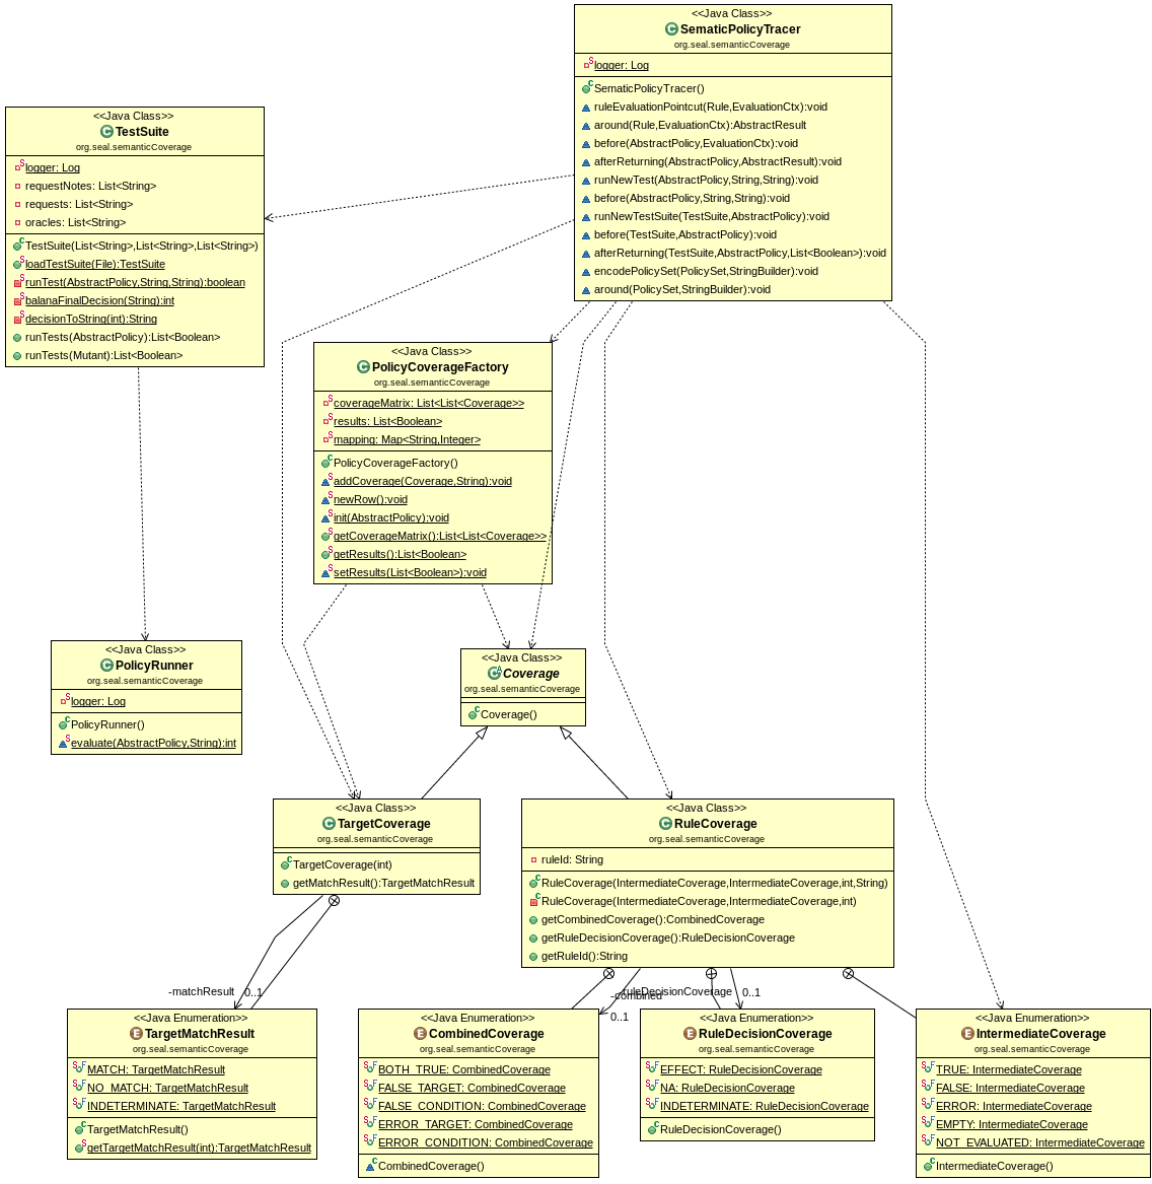 <<Java Class>>
SematicPolicyTracer
org.seal.semanticCoverage
logger: Log
SematicPolicyTracer()
ruleEvaluationPointcut(Rule,EvaluationCtx):void
around(Rule,EvaluationCtx):AbstractResult
before(AbstractPolicy,EvaluationCtx):void
afterReturning(AbstractPolicy,AbstractResult):void
runNewTest(AbstractPolicy,String,String):void
before(AbstractPolicy,String,String):void
runNewTestSuite(TestSuite,AbstractPolicy):void
before(TestSuite,AbstractPolicy):void
afterReturning(TestSuite,AbstractPolicy,List<Boolean>):void
encodePolicySet(PolicySet,StringBuilder):void
around(PolicySet,StringBuilder):void
<<Java Class>>
TestSuite
org.seal.semanticCoverage
logger: Log
requestNotes: List<String>
requests: List<String>
oracles: List<String>
TestSuite(List<String>,List<String>,List<String>)
loadTestSuite(File):TestSuite
runTest(AbstractPolicy,String,String):boolean
balanaFinalDecision(String):int
decisionToString(int):String
runTests(AbstractPolicy):List<Boolean>
runTests(Mutant):List<Boolean>
<<Java Class>>
PolicyCoverageFactory
org.seal.semanticCoverage
coverageMatrix: List<List<Coverage>>
results: List<Boolean>
mapping: Map<String,Integer>
PolicyCoverageFactory()
addCoverage(Coverage,String):void
newRow():void
init(AbstractPolicy):void
getCoverageMatrix():List<List<Coverage>>
getResults():List<Boolean>
setResults(List<Boolean>):void
<<Java Class>>
PolicyRunner
org.seal.semanticCoverage
logger: Log
PolicyRunner()
evaluate(AbstractPolicy,String):int
<<Java Class>>
Coverage
org.seal.semanticCoverage
Coverage()
<<Java Class>>
TargetCoverage
org.seal.semanticCoverage
TargetCoverage(int)
getMatchResult():TargetMatchResult
<<Java Class>>
RuleCoverage
org.seal.semanticCoverage
ruleId: String
RuleCoverage(IntermediateCoverage,IntermediateCoverage,int,String)
RuleCoverage(IntermediateCoverage,IntermediateCoverage,int)
getCombinedCoverage():CombinedCoverage
getRuleDecisionCoverage():RuleDecisionCoverage
getRuleId():String
-matchResult 0..1
-combined
0..1
-ruleDecisionCoverage 0..1
<<Java Enumeration>>
TargetMatchResult
org.seal.semanticCoverage
MATCH: TargetMatchResult
NO_MATCH: TargetMatchResult
INDETERMINATE: TargetMatchResult
TargetMatchResult()
getTargetMatchResult(int):TargetMatchResult
<<Java Enumeration>>
CombinedCoverage
org.seal.semanticCoverage
BOTH_TRUE: CombinedCoverage
FALSE_TARGET: CombinedCoverage
FALSE_CONDITION: CombinedCoverage
ERROR_TARGET: CombinedCoverage
ERROR_CONDITION: CombinedCoverage
CombinedCoverage()
<<Java Enumeration>>
RuleDecisionCoverage
org.seal.semanticCoverage
EFFECT: RuleDecisionCoverage
NA: RuleDecisionCoverage
INDETERMINATE: RuleDecisionCoverage
RuleDecisionCoverage()
<<Java Enumeration>>
IntermediateCoverage
org.seal.semanticCoverage
TRUE: IntermediateCoverage
FALSE: IntermediateCoverage
ERROR: IntermediateCoverage
EMPTY: IntermediateCoverage
NOT_EVALUATED: IntermediateCoverage
IntermediateCoverage()